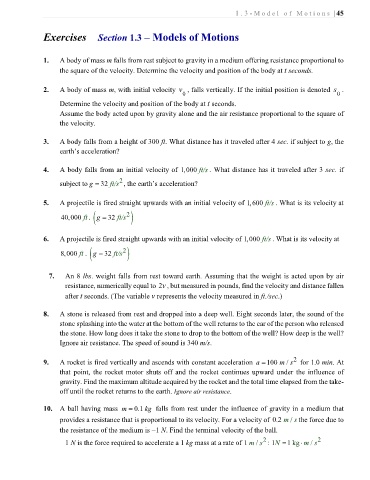 1.3-Model of Motions |45
Exercises Section 1.3 – Models of Motions
1. A body of mass m falls from rest subject to gravity in a medium offering resistance proportional to
the square of the velocity. Determine the velocity and position of the body at t seconds.
2. A body of mass m, with initial velocity v₀, falls vertically. If the initial position is denoted s₀.
Determine the velocity and position of the body at t seconds.
Assume the body acted upon by gravity alone and the air resistance proportional to the square of
the velocity.
3. A body falls from a height of 300 ft. What distance has it traveled after 4 sec. if subject to g, the
earth's acceleration?
4. A body falls from an initial velocity of 1,000 ft/s. What distance has it traveled after 3 sec. if
subject to g = 32 ft/s², the earth's acceleration?
5. A projectile is fired straight upwards with an initial velocity of 1,600 ft/s. What is its velocity at
40,000 ft. (g = 32 ft/s²)
6. A projectile is fired straight upwards with an initial velocity of 1,000 ft/s. What is its velocity at
8,000 ft. (g = 32 ft/s²)
7. An 8 lbs. weight falls from rest toward earth. Assuming that the weight is acted upon by air
resistance, numerically equal to 2v, but measured in pounds, find the velocity and distance fallen
after t seconds. (The variable v represents the velocity measured in ft./sec.)
8. A stone is released from rest and dropped into a deep well. Eight seconds later, the sound of the
stone splashing into the water at the bottom of the well returns to the ear of the person who released
the stone. How long does it take the stone to drop to the bottom of the well? How deep is the well?
Ignore air resistance. The speed of sound is 340 m/s.
9. A rocket is fired vertically and ascends with constant acceleration a = 100 m / s² for 1.0 min. At
that point, the rocket motor shuts off and the rocket continues upward under the influence of
gravity. Find the maximum altitude acquired by the rocket and the total time elapsed from the take-
off until the rocket returns to the earth. Ignore air resistance.
10. A ball having mass m = 0.1 kg falls from rest under the influence of gravity in a medium that
provides a resistance that is proportional to its velocity. For a velocity of 0.2 m / s the force due to
the resistance of the medium is −1 N. Find the terminal velocity of the ball.
1 N is the force required to accelerate a 1 kg mass at a rate of 1 m / s² : 1N = 1 kg · m / s²